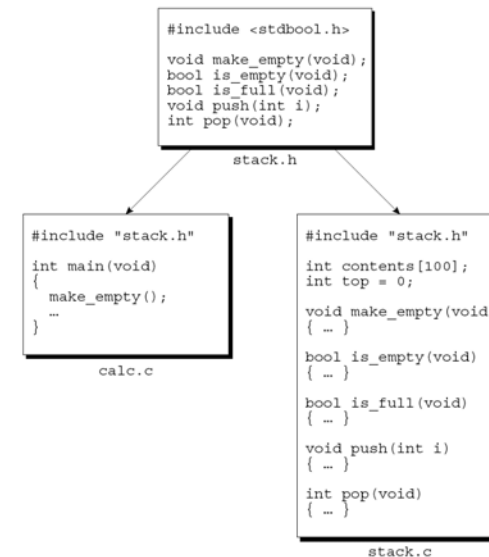 #include <stdbool.h>
void make_empty(void);
bool is_empty(void);
bool is_full(void);
void push(int i);
int pop(void);
stack.h
#include "stack.h"
int main(void)
{
make_empty();
…
}
calc.c
#include "stack.h"
int contents[100];
int top = 0;
void make_empty(void
{ … }
bool is_empty(void)
{ … }
bool is_full(void)
{ … }
void push(int i)
{ … }
int pop(void)
{ … }
stack.c